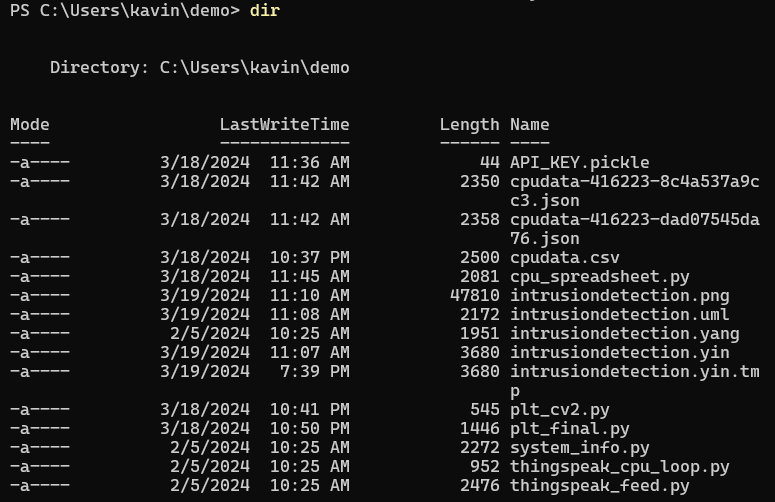 PS C:\Users\kavin\demo> dir
Directory: C:\Users\kavin\demo
Mode                 LastWriteTime         Length Name
----                 -------------         ------ ----
-a----         3/18/2024  11:36 AM             44 API_KEY.pickle
-a----         3/18/2024  11:42 AM           2350 cpudata-416223-8c4a537a9c
c3.json
-a----         3/18/2024  11:42 AM           2358 cpudata-416223-dad07545da
76.json
-a----         3/18/2024  10:37 PM           2500 cpudata.csv
-a----         3/18/2024  11:45 AM           2081 cpu_spreadsheet.py
-a----         3/19/2024  11:10 AM          47810 intrusiondetection.png
-a----         3/19/2024  11:08 AM           2172 intrusiondetection.uml
-a----          2/5/2024  10:25 AM           1951 intrusiondetection.yang
-a----         3/19/2024  11:07 AM           3680 intrusiondetection.yin
-a----         3/19/2024   7:39 PM           3680 intrusiondetection.yin.tm
p
-a----         3/18/2024  10:41 PM            545 plt_cv2.py
-a----         3/18/2024  10:50 PM           1446 plt_final.py
-a----          2/5/2024  10:25 AM           2272 system_info.py
-a----          2/5/2024  10:25 AM            952 thingspeak_cpu_loop.py
-a----          2/5/2024  10:25 AM           2476 thingspeak_feed.py